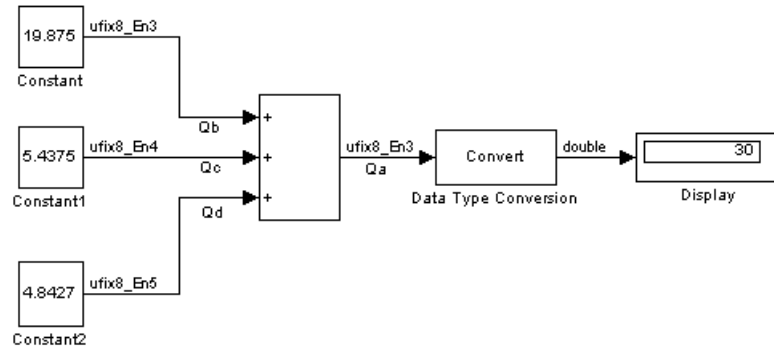 19.875
ufix8_En3
Constant
Qb
+
5.4375
ufix8_En4
Constant1
Qc
+
ufix8_En3
Qa
Convert
Data Type Conversion
double
30
Display
Qd
+
4.8427
ufix8_En5
Constant2